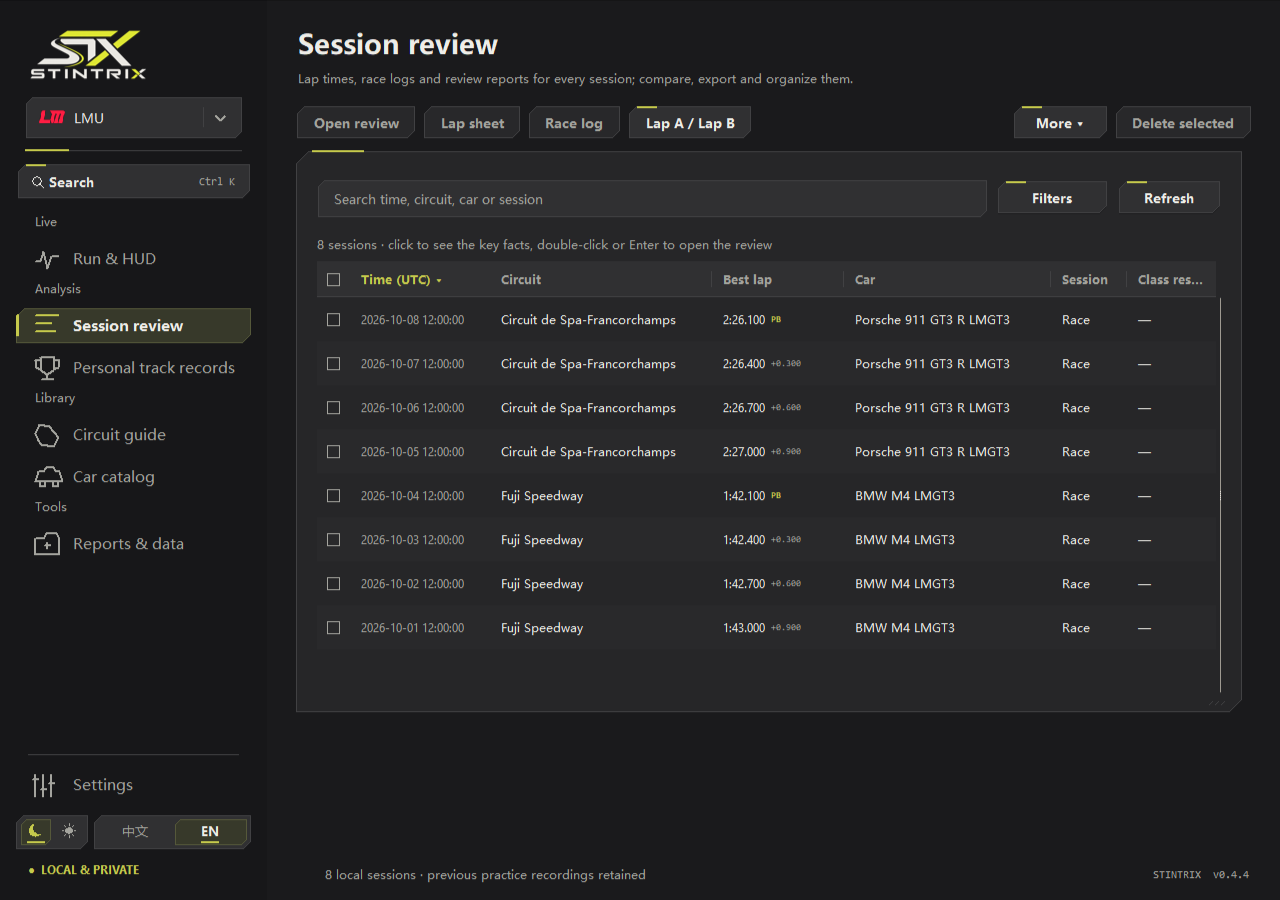 STX
STINTRIX
LM LMU
Search Ctrl K
Live
Run & HUD
Analysis
Session review
Personal track records
Library
Circuit guide
Car catalog
Tools
Reports & data
Settings
中文 EN
• LOCAL & PRIVATE
Session review
Lap times, race logs and review reports for every session; compare, export and organize them.
Open review Lap sheet Race log Lap A / Lap B More ▾ Delete selected
Search time, circuit, car or session Filters Refresh
8 sessions · click to see the key facts, double-click or Enter to open the review
Time (UTC) ▾ Circuit Best lap Car Session Class res...
2026-10-08 12:00:00 Circuit de Spa-Francorchamps 2:26.100 PB Porsche 911 GT3 R LMGT3 Race —
2026-10-07 12:00:00 Circuit de Spa-Francorchamps 2:26.400 +0.300 Porsche 911 GT3 R LMGT3 Race —
2026-10-06 12:00:00 Circuit de Spa-Francorchamps 2:26.700 +0.600 Porsche 911 GT3 R LMGT3 Race —
2026-10-05 12:00:00 Circuit de Spa-Francorchamps 2:27.000 +0.900 Porsche 911 GT3 R LMGT3 Race —
2026-10-04 12:00:00 Fuji Speedway 1:42.100 PB BMW M4 LMGT3 Race —
2026-10-03 12:00:00 Fuji Speedway 1:42.400 +0.300 BMW M4 LMGT3 Race —
2026-10-02 12:00:00 Fuji Speedway 1:42.700 +0.600 BMW M4 LMGT3 Race —
2026-10-01 12:00:00 Fuji Speedway 1:43.000 +0.900 BMW M4 LMGT3 Race —
8 local sessions · previous practice recordings retained
STINTRIX v0.4.4